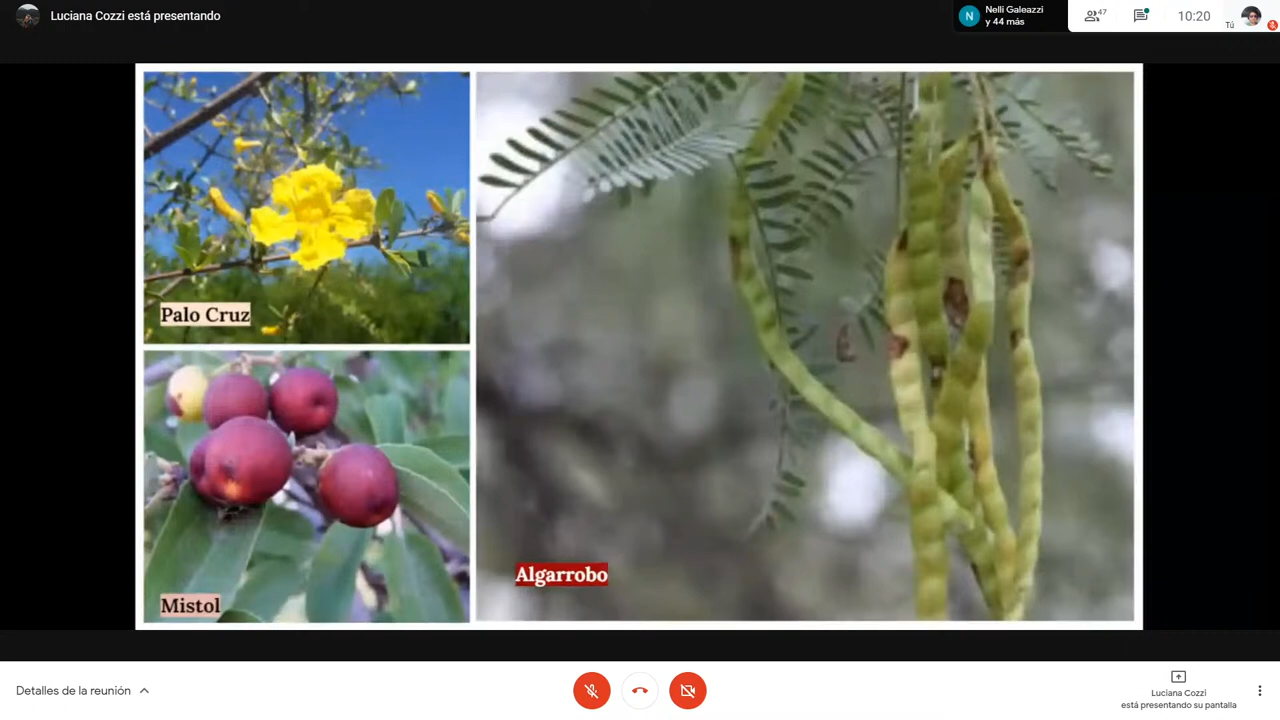 Luciana Cozzi está presentando
N
Nelli Galeazzi
y 44 más
47
10:20
Tú
Palo Cruz
Mistol
Algarrobo
Detalles de la reunión
Luciana Cozzi
está presentando su pantalla